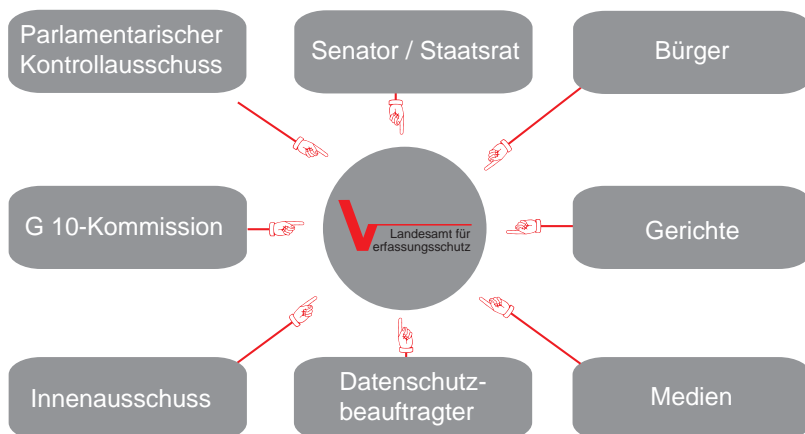 Parlamentarischer
Kontrollausschuss
Senator / Staatsrat
Bürger
G 10-Kommission
Landesamt für
Verfassungsschutz
Gerichte
Innenausschuss
Datenschutz-
beauftragter
Medien